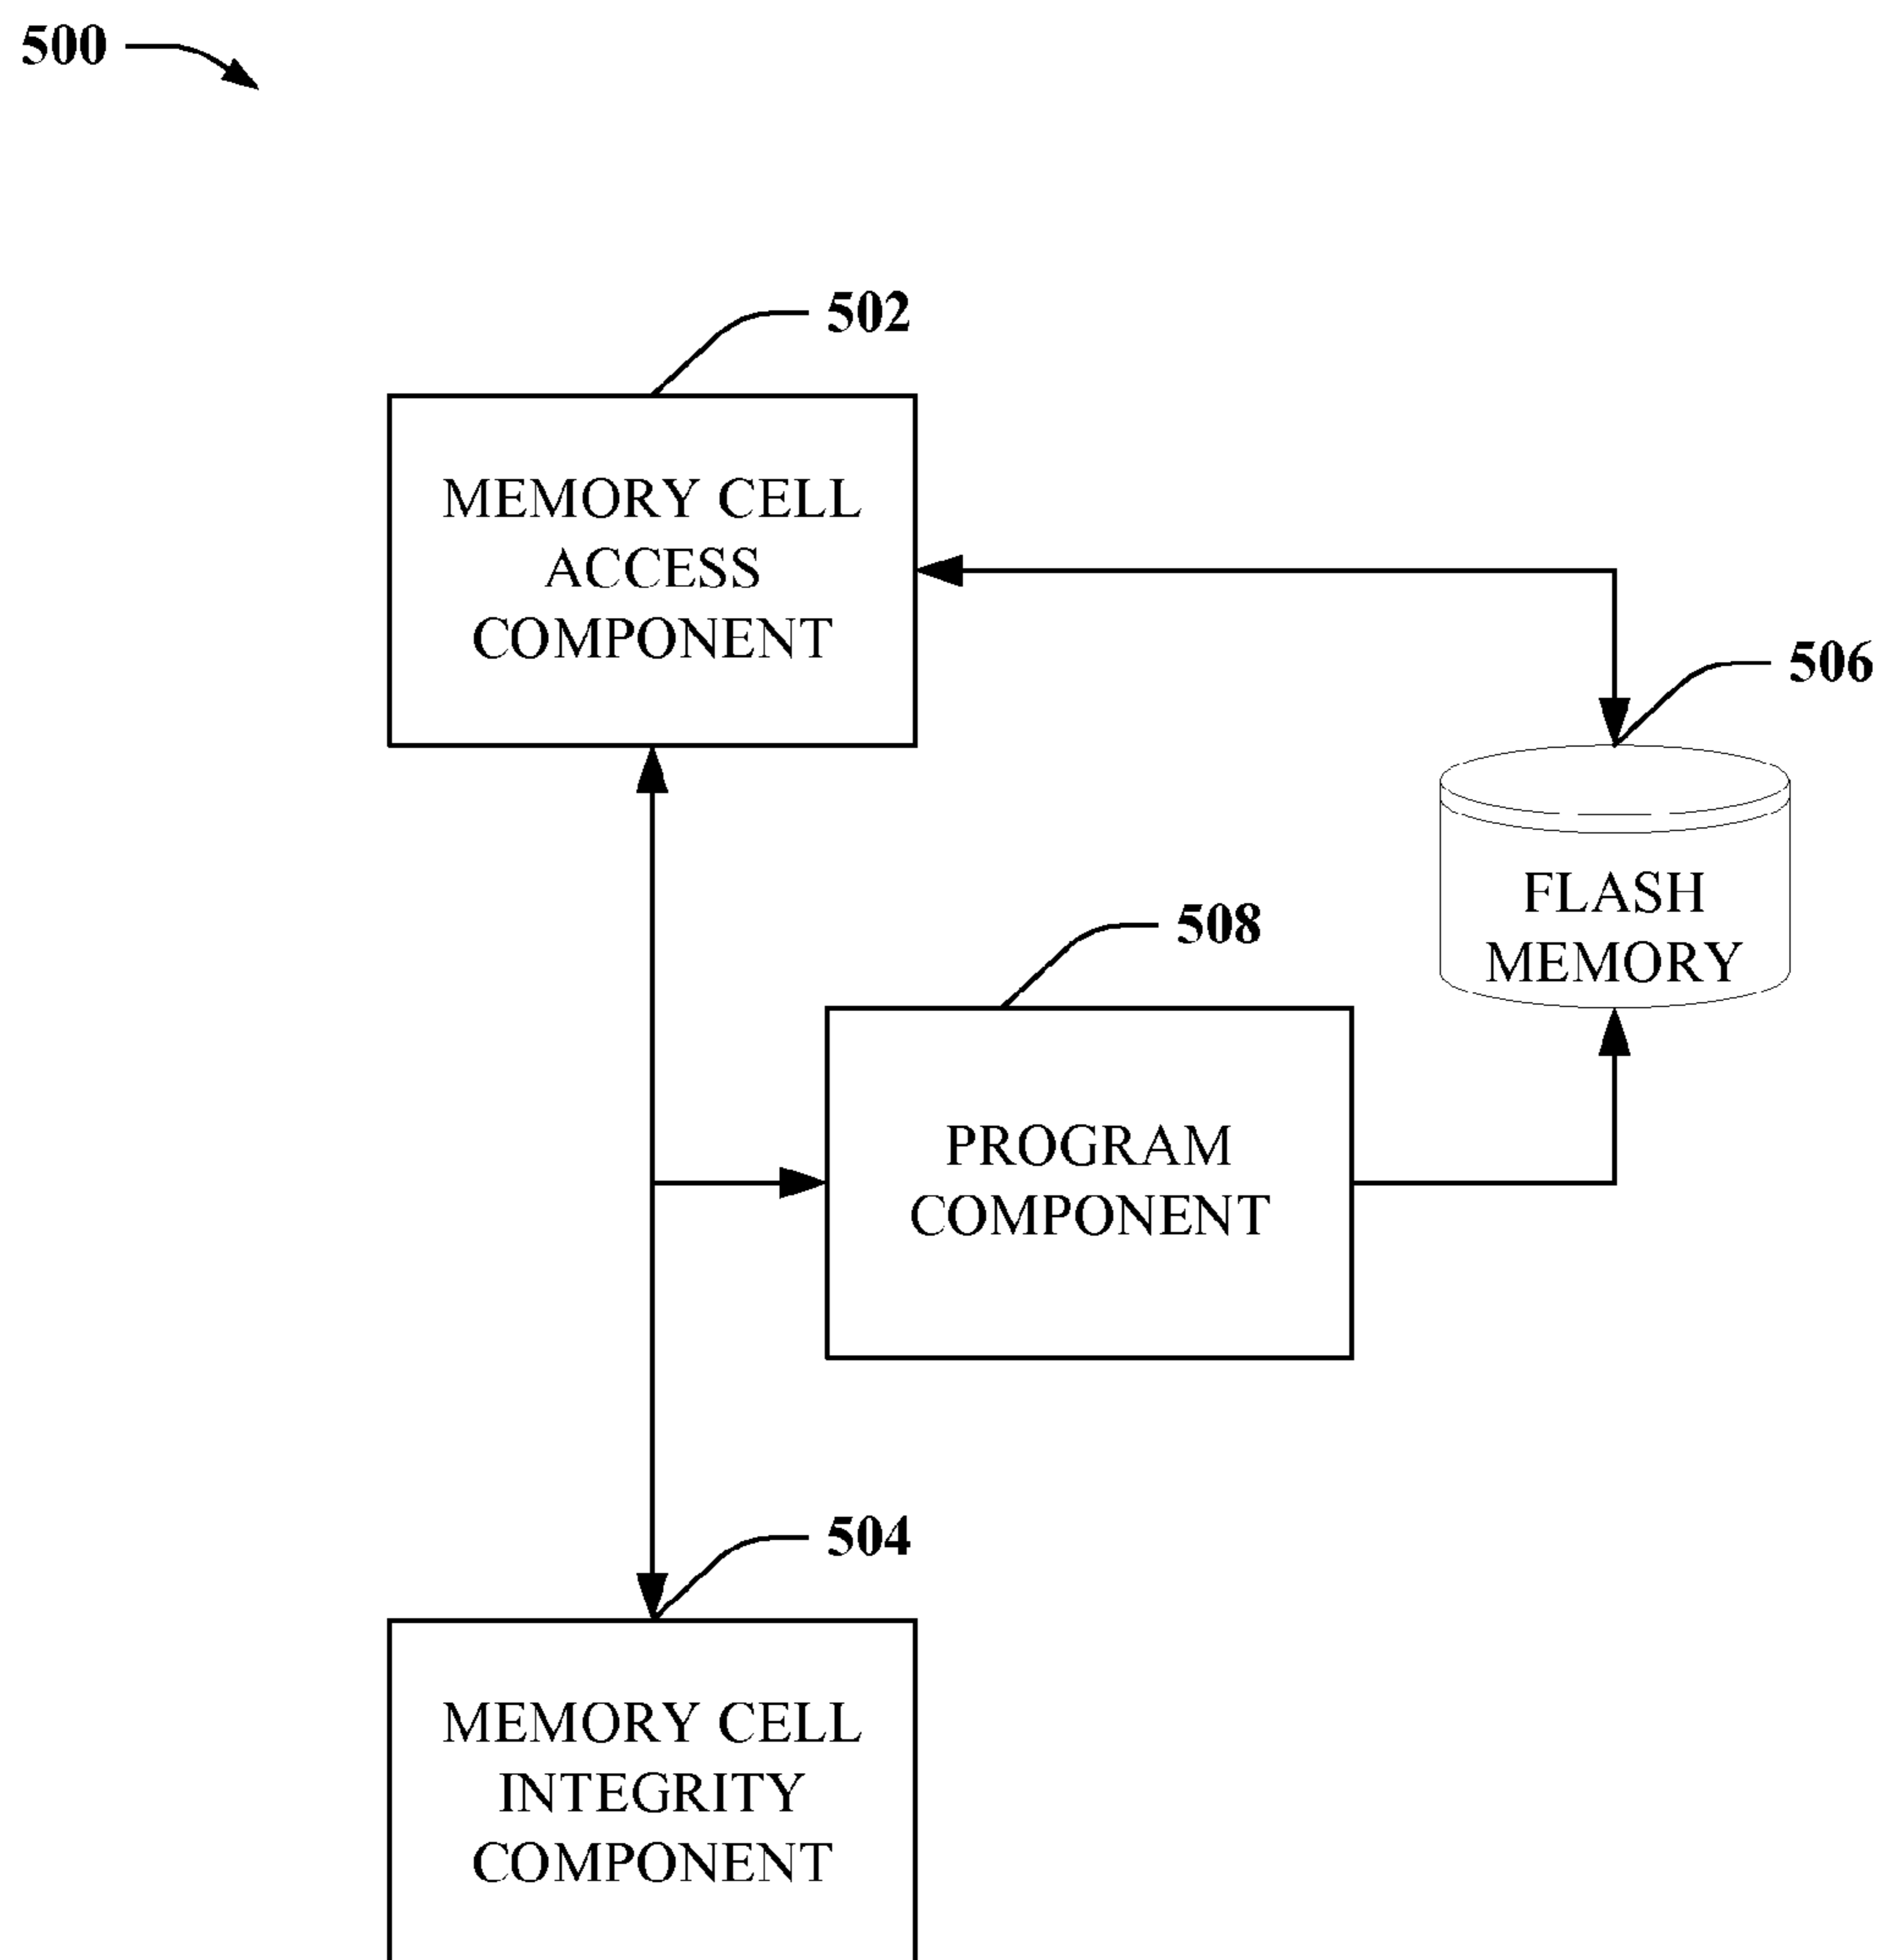 500
502
MEMORY CELL
ACCESS
COMPONENT
506
FLASH
MEMORY
508
PROGRAM
COMPONENT
504
MEMORY CELL
INTEGRITY
COMPONENT